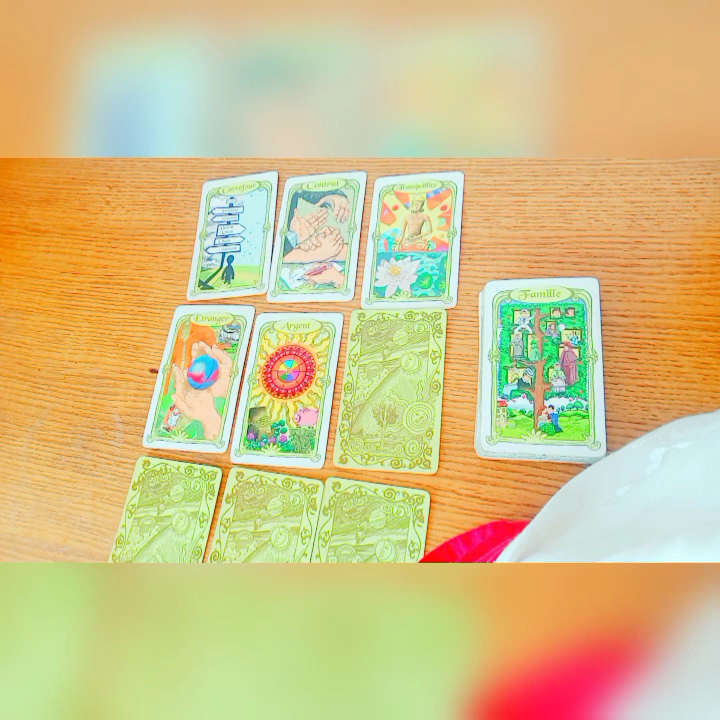 Carrefour
Contrat
Tranquillité
Etranger
Argent
Famille